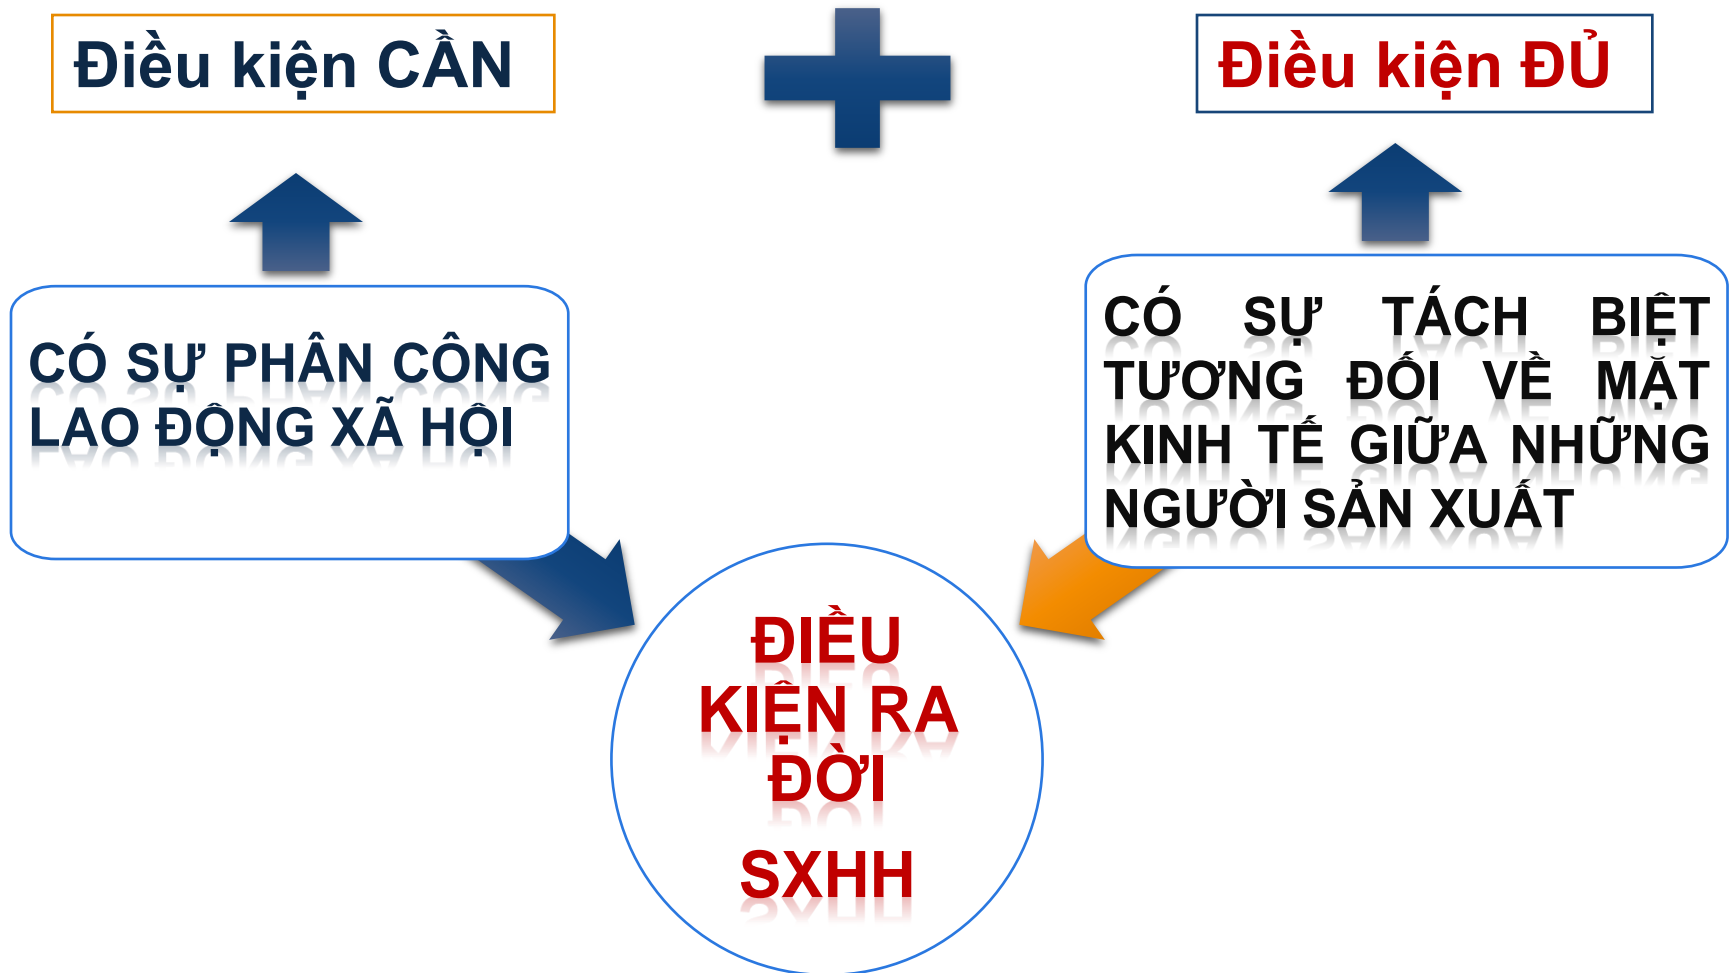 Điều kiện CẦN
Điều kiện ĐỦ
CÓ SỰ PHÂN CÔNG
LAO ĐỘNG XÃ HỘI
CÓ SỰ TÁCH BIỆT
TƯƠNG ĐỐI VỀ MẶT
KINH TẾ GIỮA NHỮNG
NGƯỜI SẢN XUẤT
ĐIỀU
KIỆN RA
ĐỜI
SXHH